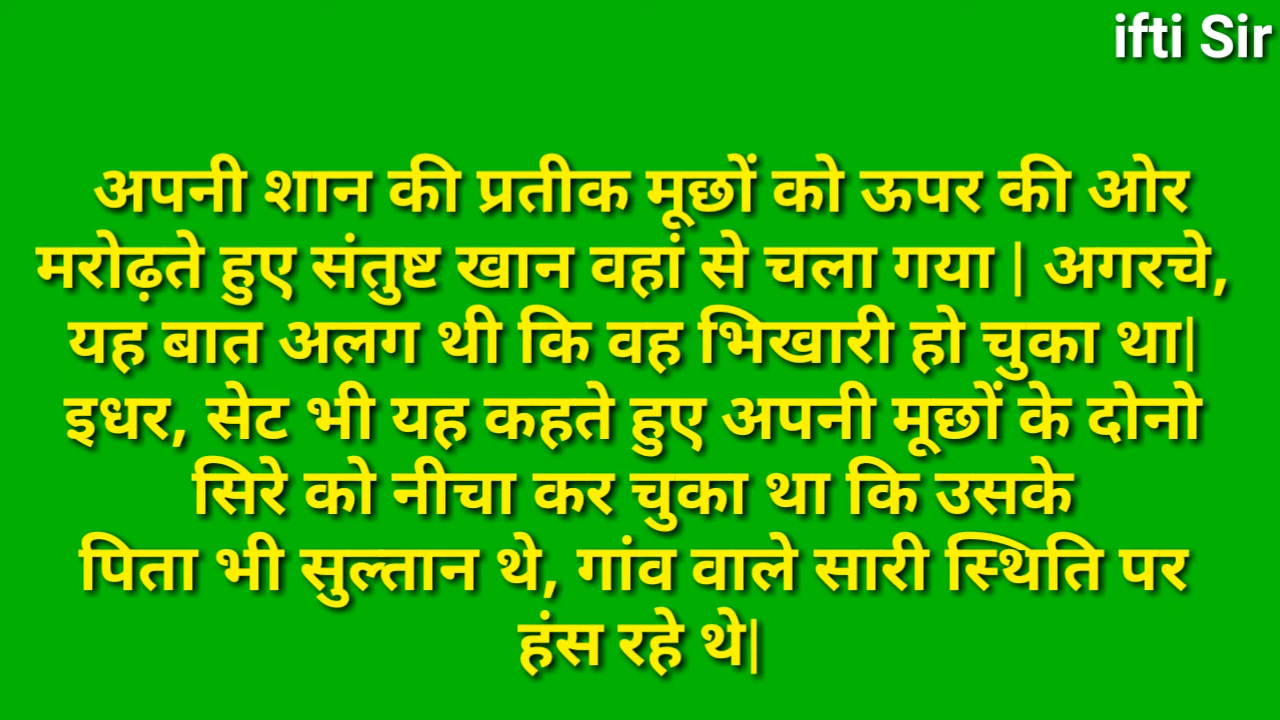 ifti Sir
अपनी शान की प्रतीक मूछों को ऊपर की ओर
मरोढ़ते हुए संतुष्ट खान वहां से चला गया | अगरचे,
यह बात अलग थी कि वह भिखारी हो चुका था|
इधर, सेट भी यह कहते हुए अपनी मूछों के दोनो
सिरे को नीचा कर चुका था कि उसके
पिता भी सुल्तान थे, गांव वाले सारी स्थिति पर
हंस रहे थे|